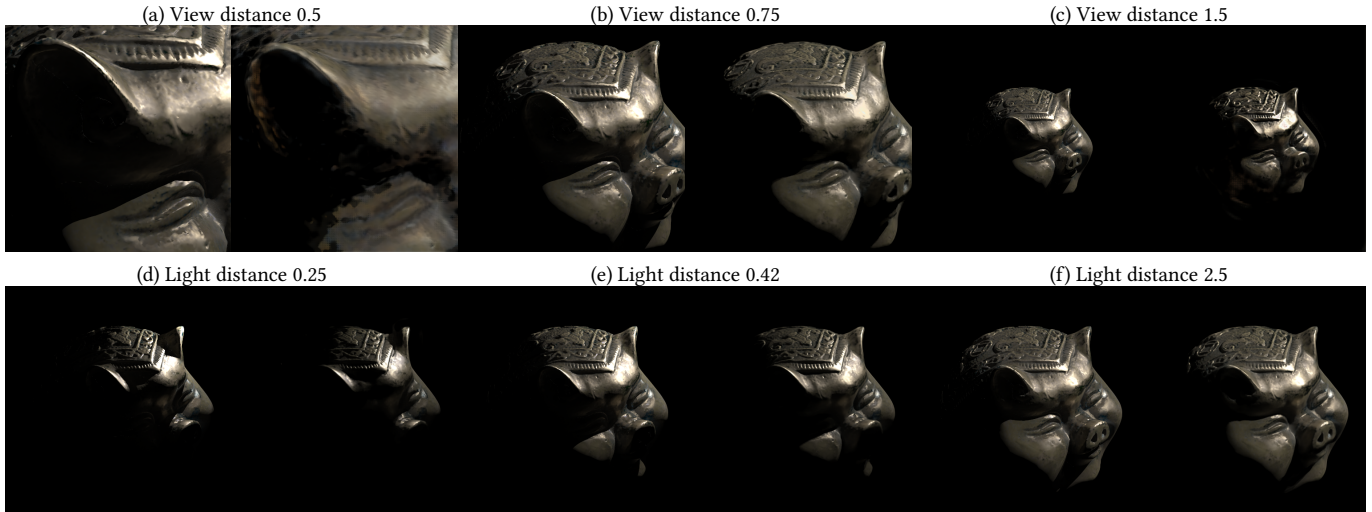 (a) View distance 0.5
(b) View distance 0.75
(c) View distance 1.5
(d) Light distance 0.25
(e) Light distance 0.42
(f) Light distance 2.5